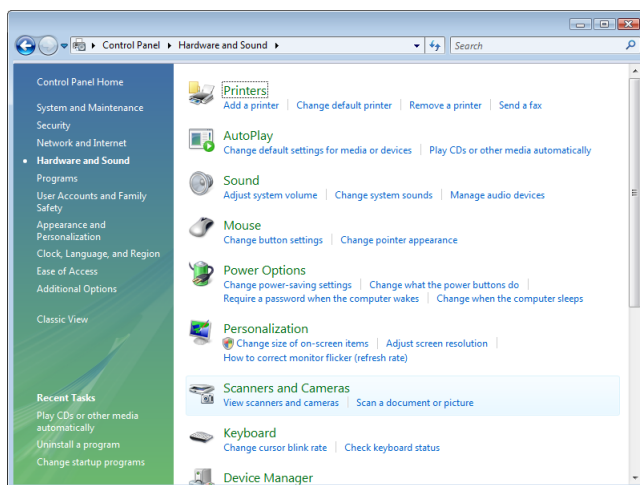 Control Panel Hardware and Sound Search
Control Panel Home
System and Maintenance
Security
Network and Internet
Hardware and Sound
Programs
User Accounts and Family
Safety
Appearance and
Personalization
Clock, Language, and Region
Ease of Access
Additional Options
Classic View
Recent Tasks
Play CDs or other media
automatically
Uninstall a program
Change startup programs
Printers
Add a printer Change default printer Remove a printer Send a fax
AutoPlay
Change default settings for media or devices Play CDs or other media automatically
Sound
Adjust system volume Change system sounds Manage audio devices
Mouse
Change button settings Change pointer appearance
Power Options
Change power-saving settings Change what the power buttons do
Require a password when the computer wakes Change when the computer sleeps
Personalization
Change size of on-screen items Adjust screen resolution
How to correct monitor flicker (refresh rate)
Scanners and Cameras
View scanners and cameras Scan a document or picture
Keyboard
Change cursor blink rate Check keyboard status
Device Manager